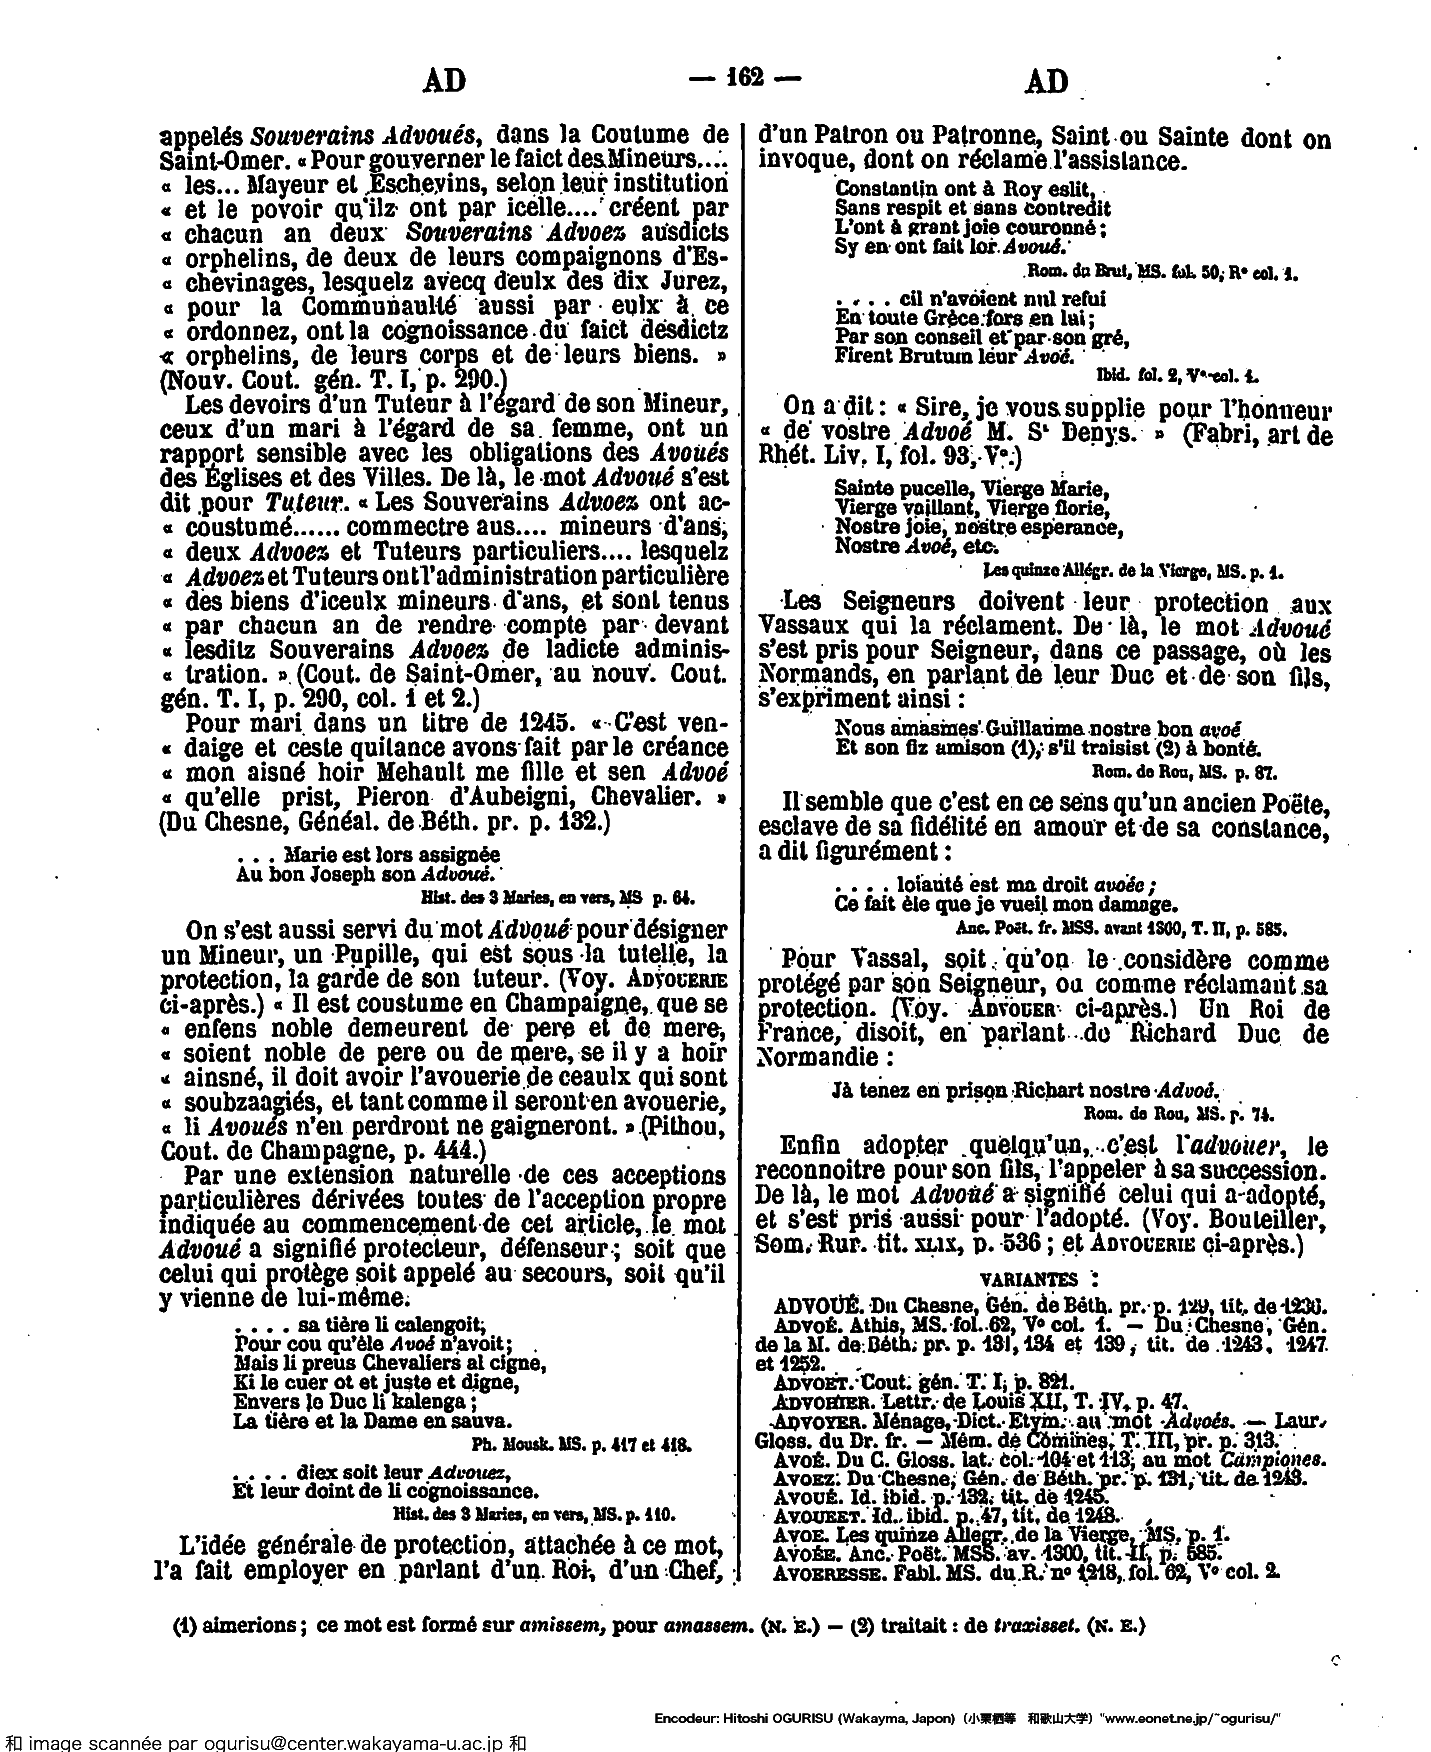 AD — 162 — AD
appelés Souverains Advoués, dans la Coutume de
Saint-Omer. « Pour gouverner le faict des Mineurs....
« les... Mayeur et Eschevins, selon leur institution
« et le povoir qu'ilz ont par icelle.... créent par
« chacun an deux Souverains Advoez ausdicts
« orphelins, de deux de leurs compaignons d'Es-
« chevinages, lesquelz avecq deulx des dix Jurez,
« pour la Communaulté aussi par eulx à ce
« ordonnez, ont la cognoissance du faict desdictz
« orphelins, de leurs corps et de leurs biens. »
(Nouv. Cout. gén. T. I, p. 290.)
Les devoirs d'un Tuteur à l'égard de son Mineur,
ceux d'un mari à l'égard de sa femme, ont un
rapport sensible avec les obligations des Avoués
des Églises et des Villes. De là, le mot Advoué s'est
dit pour Tuteur. « Les Souverains Advoez ont ac-
« coustumé...... commectre aus.... mineurs d'ans,
« deux Advoez et Tuteurs particuliers.... lesquelz
« Advoez et Tuteurs ont l'administration particulière
« des biens d'iceulx mineurs d'ans, et sont tenus
« par chacun an de rendre compte par devant
« lesditz Souverains Advoez de ladicte adminis-
« tration. » (Cout. de Saint-Omer, au nouv. Cout.
gén. T. I, p. 290, col. 1 et 2.)
Pour mari dans un titre de 1245. « C'est ven-
« daige et ceste quitance avons fait par le créance
« mon aisné hoir Mehault me fille et sen Advoé
« qu'elle prist, Pieron d'Aubeigni, Chevalier. »
(Du Chesne, Généal. de Béth. pr. p. 132.)
. . . Marie est lors assignée
Au bon Joseph son Advoué.
Hist. des 3 Maries, en vers, MS p. 64.
On s'est aussi servi du mot Advoué pour désigner
un Mineur, un Pupille, qui est sous la tutelle, la
protection, la garde de son tuteur. (Voy. ADVOUERIE
ci-après.) « Il est coustume en Champaigne, que se
« enfens noble demeurent de pere et de mere,
« soient noble de pere ou de mere, se il y a hoir
« ainsné, il doit avoir l'avouerie de ceaulx qui sont
« soubzaagiés, et tant comme il seront en avouerie,
« li Avoués n'en perdront ne gaigneront. » (Pithou,
Cout. de Champagne, p. 444.)
Par une extension naturelle de ces acceptions
particulières dérivées toutes de l'acception propre
indiquée au commencement de cet article, le mot
Advoué a signifié protecteur, défenseur; soit que
celui qui protège soit appelé au secours, soit qu'il
y vienne de lui-même.
. . . . sa tière li calengoit,
Pour cou qu'èle Avoé n'avoit;
Mais li preus Chevaliers al cigne,
Ki le cuer ot et juste et digne,
Envers le Duc li kalenga;
La tière et la Dame en sauva.
Ph. Mousk. MS. p. 417 et 418.
. . . . diex soit leur Advouez,
Et leur doint de li cognoissance.
Hist. des 3 Maries, en vers, MS. p. 110.
L'idée générale de protection, attachée à ce mot,
l'a fait employer en parlant d'un Roi, d'un Chef,
d'un Patron ou Patronne, Saint ou Sainte dont on
invoque, dont on réclame l'assistance.
Constantin ont à Roy eslit,
Sans respit et sans contredit
L'ont à grant joie couronné;
Sy en ont fait lor Avoué.
Rom. du Brut, MS. fol. 50, R° col. 1.
. . . . cil n'avoient nul refui
En toute Grèce fors en lui;
Par son conseil et par son gré,
Firent Brutum leur Avoé.
Ibid. fol. 2, V° col. 1.
On a dit : « Sire, je vous supplie pour l'honneur
« de vostre Advoé M. St Denys. » (Fabri, art de
Rhét. Liv. I, fol. 93, V°.)
Sainte pucelle, Vierge Marie,
Vierge vaillant, Vierge florie,
Nostre joie, nostre esperance,
Nostre Avoé, etc.
Les quinze Allégr. de la Vierge, MS. p. 1.
Les Seigneurs doivent leur protection aux
Vassaux qui la réclament. De là, le mot Advoué
s'est pris pour Seigneur, dans ce passage, où les
Normands, en parlant de leur Duc et de son fils,
s'expriment ainsi :
Nous amasmes Guillaume nostre bon avoé
Et son fiz amison (1), s'il traisist (2) à bonté.
Rom. de Rou, MS. p. 87.
Il semble que c'est en ce sens qu'un ancien Poëte,
esclave de sa fidélité en amour et de sa constance,
a dit figurément :
. . . . loiauté est ma droit avoée;
Ce fait èle que je vueil mon damage.
Anc. Poët. fr. MSS. avant 1300, T. II, p. 585.
Pour Vassal, soit qu'on le considère comme
protégé par son Seigneur, ou comme réclamant sa
protection. (Voy. ADVOUER ci-après.) Un Roi de
France, disoit, en parlant de Richard Duc de
Normandie :
Jà tenez en prison Richart nostre Advoé.
Rom. de Rou, MS. p. 74.
Enfin adopter quelqu'un, c'est l'advouer, le
reconnoitre pour son fils, l'appeler à sa succession.
De là, le mot Advoué a signifié celui qui a adopté,
et s'est pris aussi pour l'adopté. (Voy. Bouteiller,
Som. Rur. tit. XLIX, p. 536; et ADVOUERIE ci-après.)
VARIANTES :
ADVOUÉ. Du Chesne, Gén. de Béth. pr. p. 129, tit. de 1230.
ADVOÉ. Athis, MS. fol. 62, V° col. 1. — Du Chesne, Gén.
de la M. de Béth. pr. p. 131, 134 et 139, tit. de 1243, 1247
et 1252.
ADVOET. Cout. gén. T. I, p. 821.
ADVOHIER. Lettr. de Louis XII, T. IV, p. 47.
ADVOYER. Ménage, Dict. Etym. au mot Advoés. — Laur.
Gloss. du Dr. fr. — Mém. de Comines, T. III, pr. p. 313.
AVOÉ. Du C. Gloss. lat. col. 104 et 113, au mot Campiones.
AVOEZ. Du Chesne, Gén. de Béth. pr. p. 131, tit. de 1243.
AVOUÉ. Id. ibid. p. 132, tit. de 1245.
AVOUEET. Id. ibid. p. 47, tit. de 1248.
AVOE. Les quinze Allegr. de la Vierge, MS. p. 1.
AVOÉE. Anc. Poët. MSS. av. 1300, tit. II, p. 585.
AVOERESSE. Fabl. MS. du R. n° 1218, fol. 62, V° col. 2.
(1) aimerions; ce mot est formé sur amissem, pour amassem. (N. E.) — (2) traitait : de traxisset. (N. E.)
Encodeur: Hitoshi OGURISU (Wakayma, Japon) (小栗栖等 和歌山大学) "www.eonet.ne.jp/~ogurisu/"
和 image scannée par ogurisu@center.wakayama-u.ac.jp 和